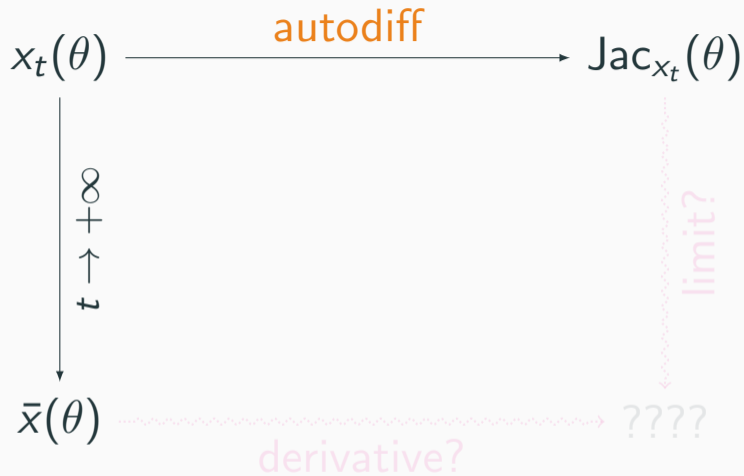 autodiff
x_t(θ)
Jac_{x_t}(θ)
t → +∞
limit?
x̄(θ)
????
derivative?